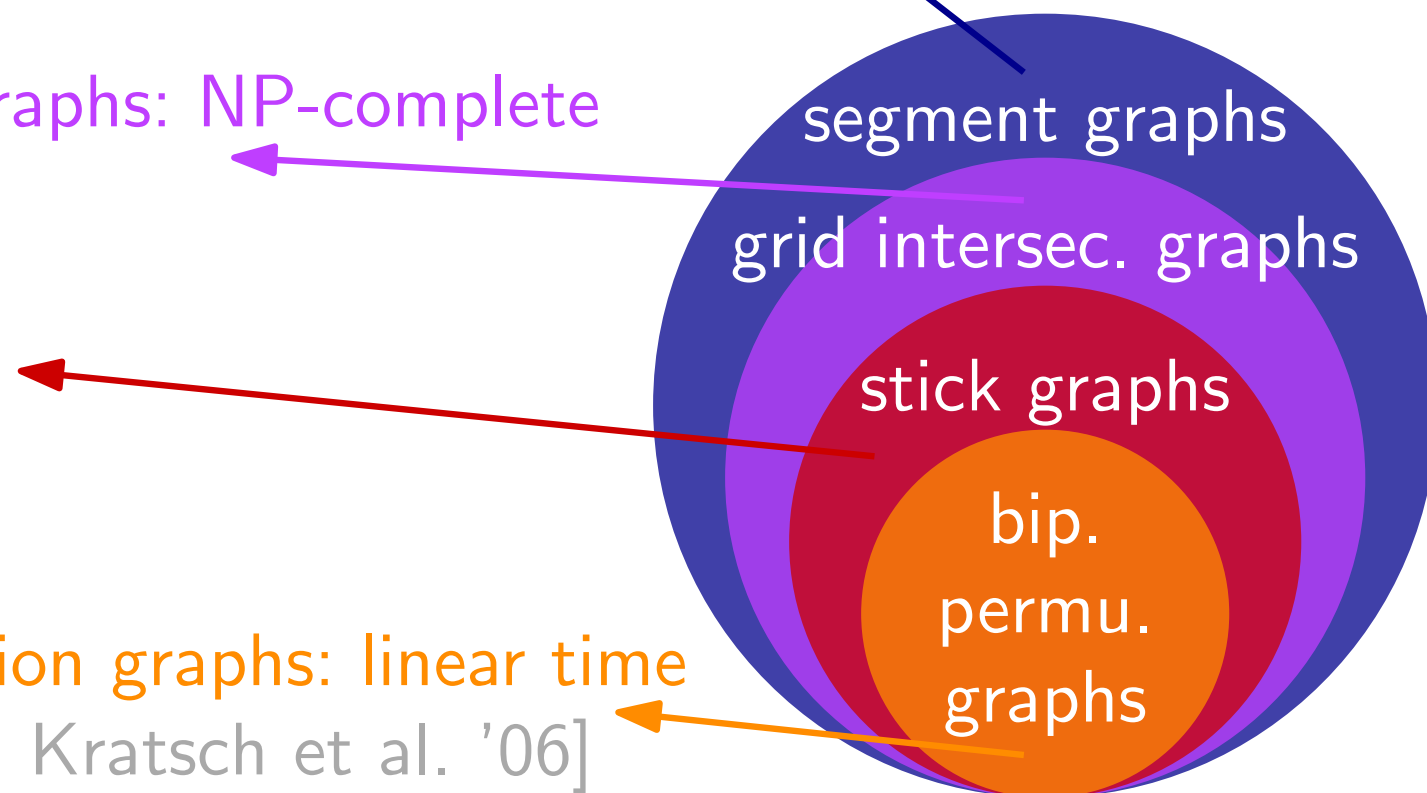 raphs: NP-complete
segment graphs
grid intersec. graphs
stick graphs
bip.
permu.
graphs
ion graphs: linear time
Kratsch et al. '06]